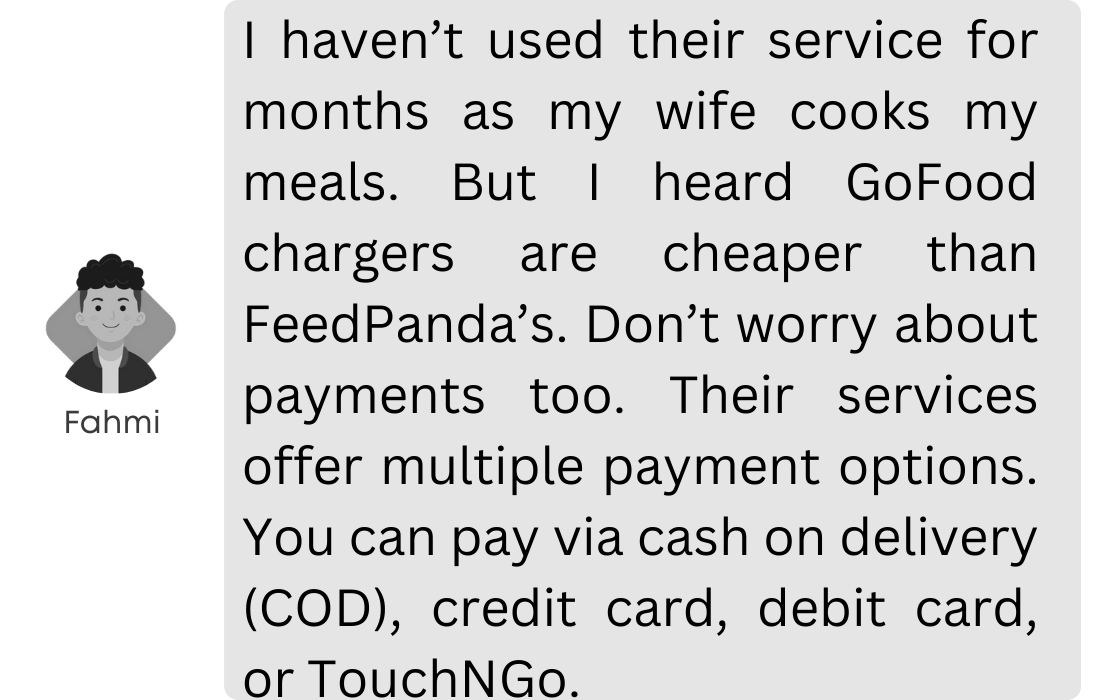 I haven’t used their service for
months as my wife cooks my
meals. But I heard GoFood
chargers are cheaper than
FeedPanda’s. Don’t worry about
payments too. Their services
offer multiple payment options.
You can pay via cash on delivery
(COD), credit card, debit card,
or TouchNGo.
Fahmi